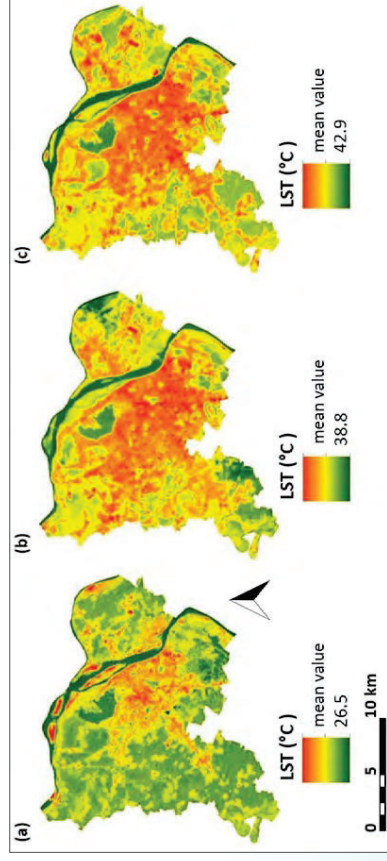 (a)
LST (°C)
mean value
26.5
0 5 10 km
(b)
LST (°C)
mean value
38.8
(c)
LST (°C)
mean value
42.9